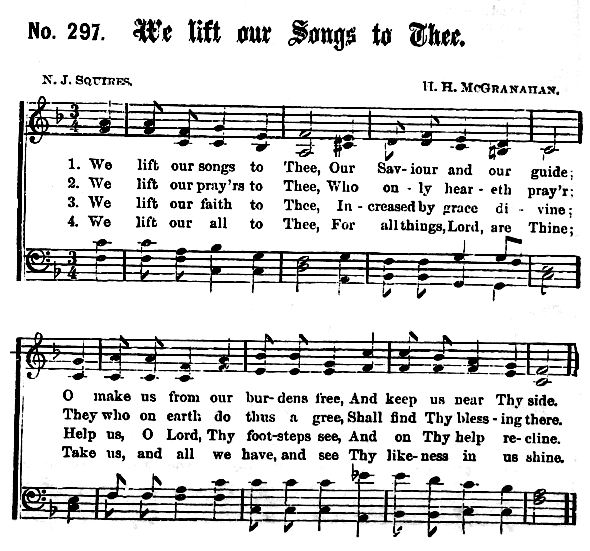 No. 297. We lift our Songs to Thee.
N. J. SQUIRES. H. H. MCGRANAHAN.
3 4
1. We lift our songs to Thee, Our Sav - iour and our guide;
2. We lift our pray'rs to Thee, Who on - ly hear - eth pray'r;
3. We lift our faith to Thee, In - creased by grace di - vine;
4. We lift our all to Thee, For all things, Lord, are Thine;
3 4
O make us from our bur - dens free, And keep us near Thy side.
They who on earth do thus a gree, Shall find Thy bless - ing there.
Help us, O Lord, Thy foot-steps see, And on Thy help re - cline.
Take us, and all we have, and see Thy like - ness in us shine.